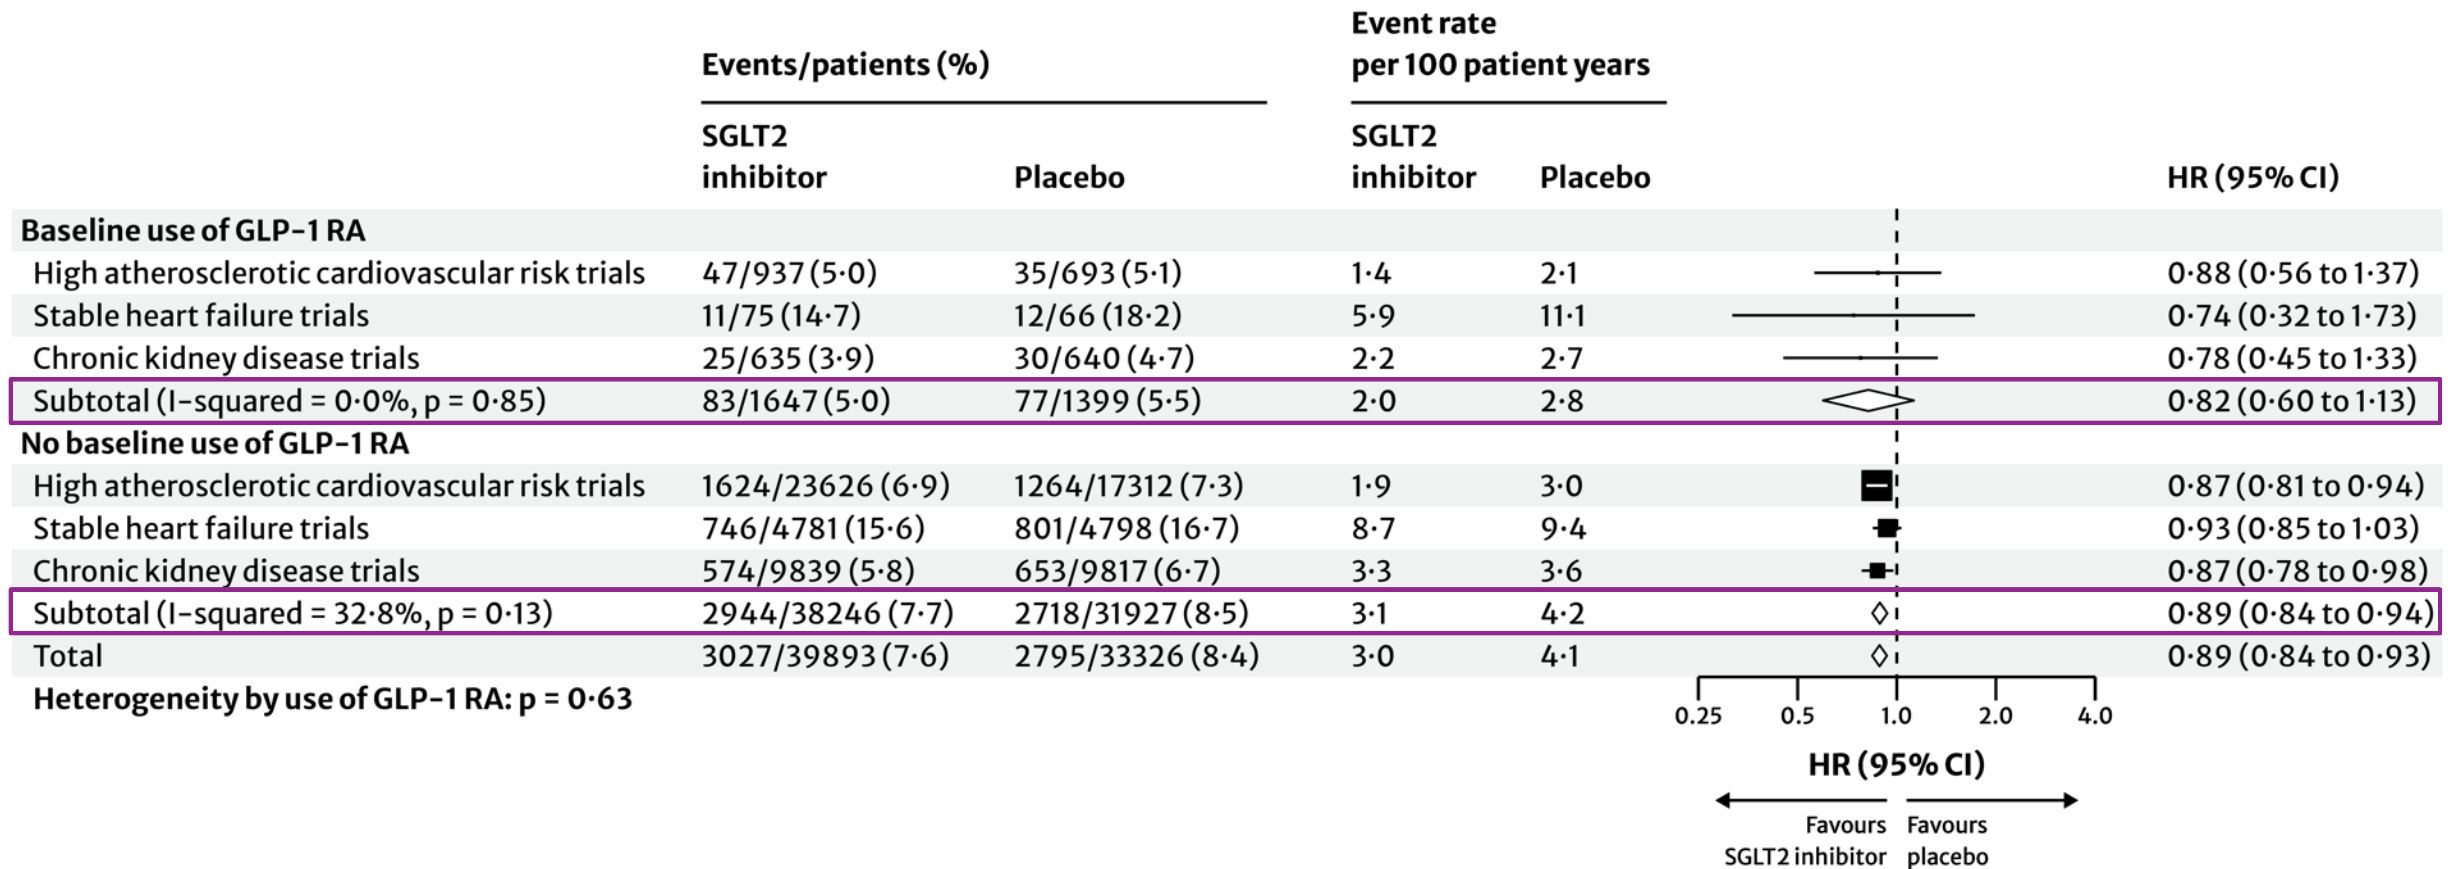 Event rate
Events/patients (%) per 100 patient years
SGLT2 SGLT2
inhibitor Placebo inhibitor Placebo HR (95% CI)
Baseline use of GLP-1 RA
High atherosclerotic cardiovascular risk trials 47/937 (5·0) 35/693 (5·1) 1·4 2·1 0·88 (0·56 to 1·37)
Stable heart failure trials 11/75 (14·7) 12/66 (18·2) 5·9 11·1 0·74 (0·32 to 1·73)
Chronic kidney disease trials 25/635 (3·9) 30/640 (4·7) 2·2 2·7 0·78 (0·45 to 1·33)
Subtotal (I-squared = 0·0%, p = 0·85) 83/1647 (5·0) 77/1399 (5·5) 2·0 2·8 0·82 (0·60 to 1·13)
No baseline use of GLP-1 RA
High atherosclerotic cardiovascular risk trials 1624/23626 (6·9) 1264/17312 (7·3) 1·9 3·0 0·87 (0·81 to 0·94)
Stable heart failure trials 746/4781 (15·6) 801/4798 (16·7) 8·7 9·4 0·93 (0·85 to 1·03)
Chronic kidney disease trials 574/9839 (5·8) 653/9817 (6·7) 3·3 3·6 0·87 (0·78 to 0·98)
Subtotal (I-squared = 32·8%, p = 0·13) 2944/38246 (7·7) 2718/31927 (8·5) 3·1 4·2 0·89 (0·84 to 0·94)
Total 3027/39893 (7·6) 2795/33326 (8·4) 3·0 4·1 0·89 (0·84 to 0·93)
Heterogeneity by use of GLP-1 RA: p = 0·63
0.25 0.5 1.0 2.0 4.0
HR (95% CI)
Favours Favours
SGLT2 inhibitor placebo